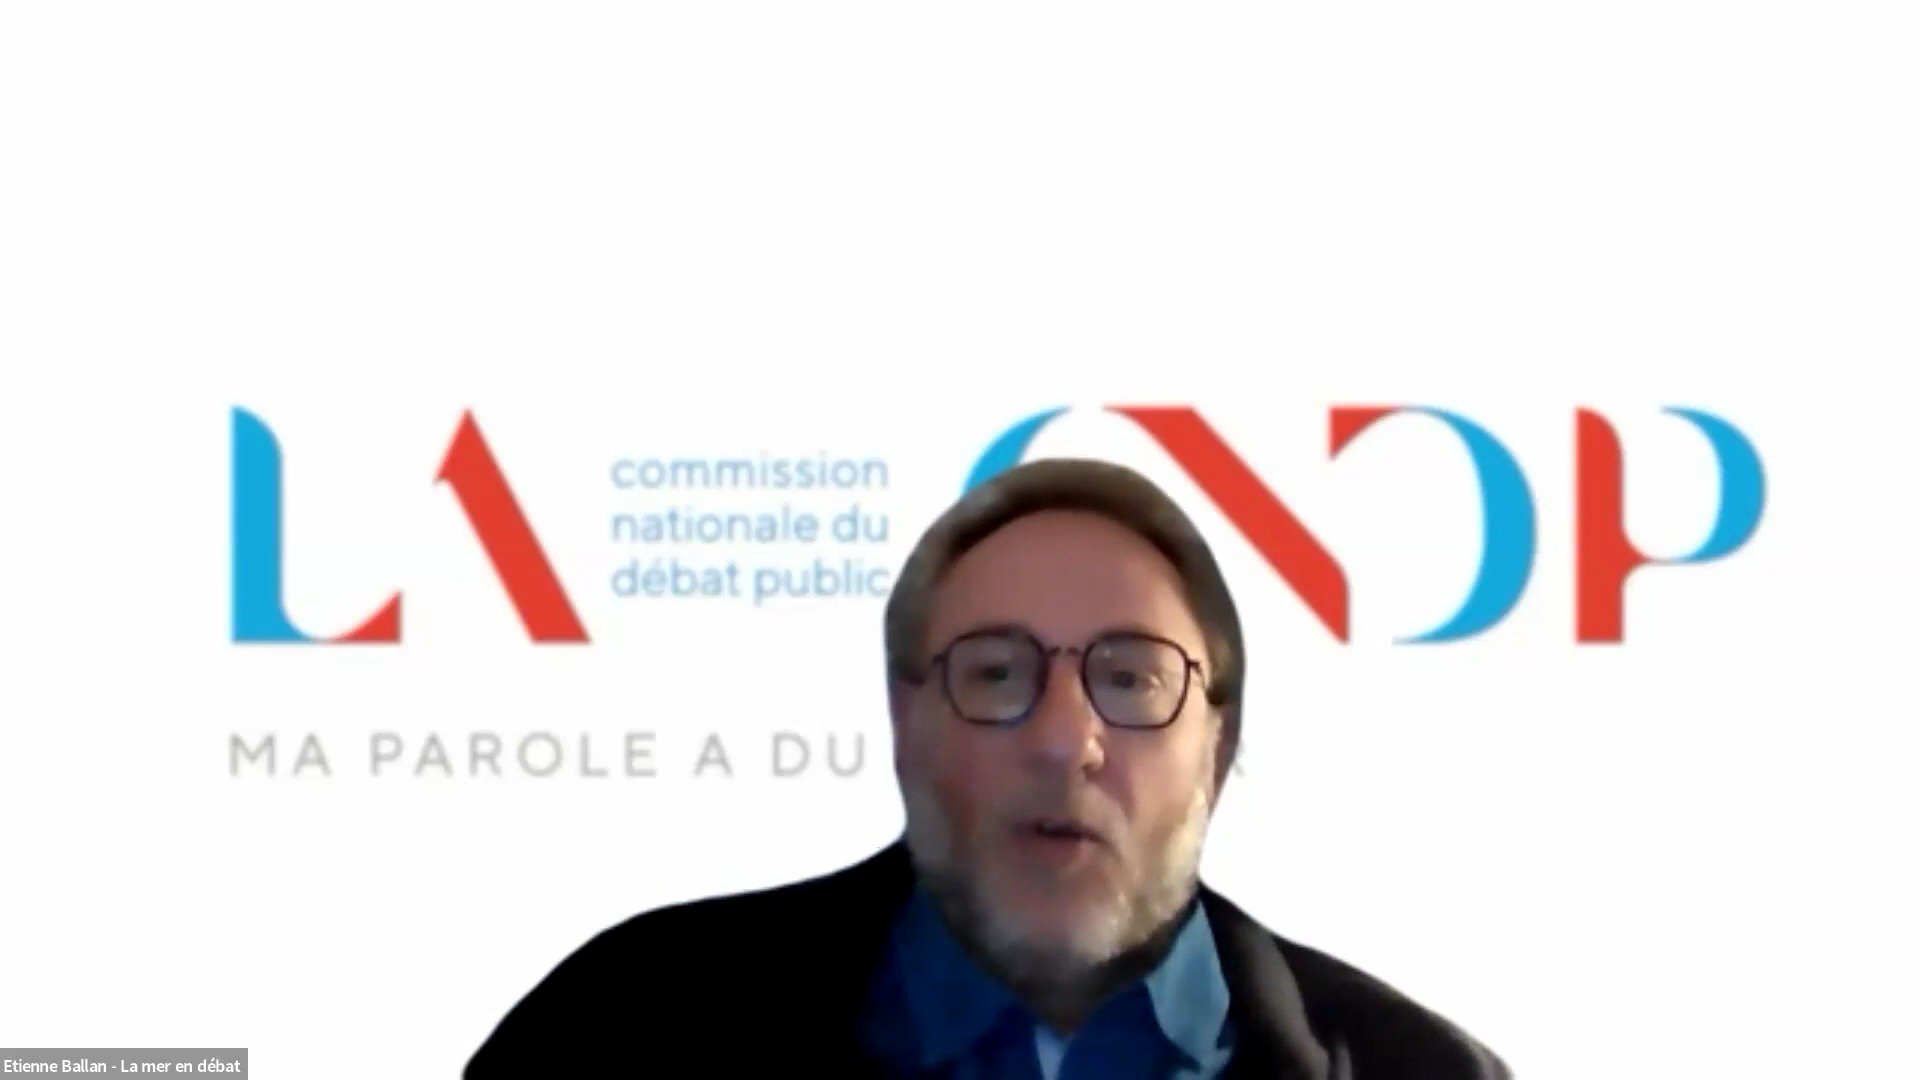 LA
commission
nationale du
débat public
CNDP
MA PAROLE A DU
Etienne Ballan - La mer en débat